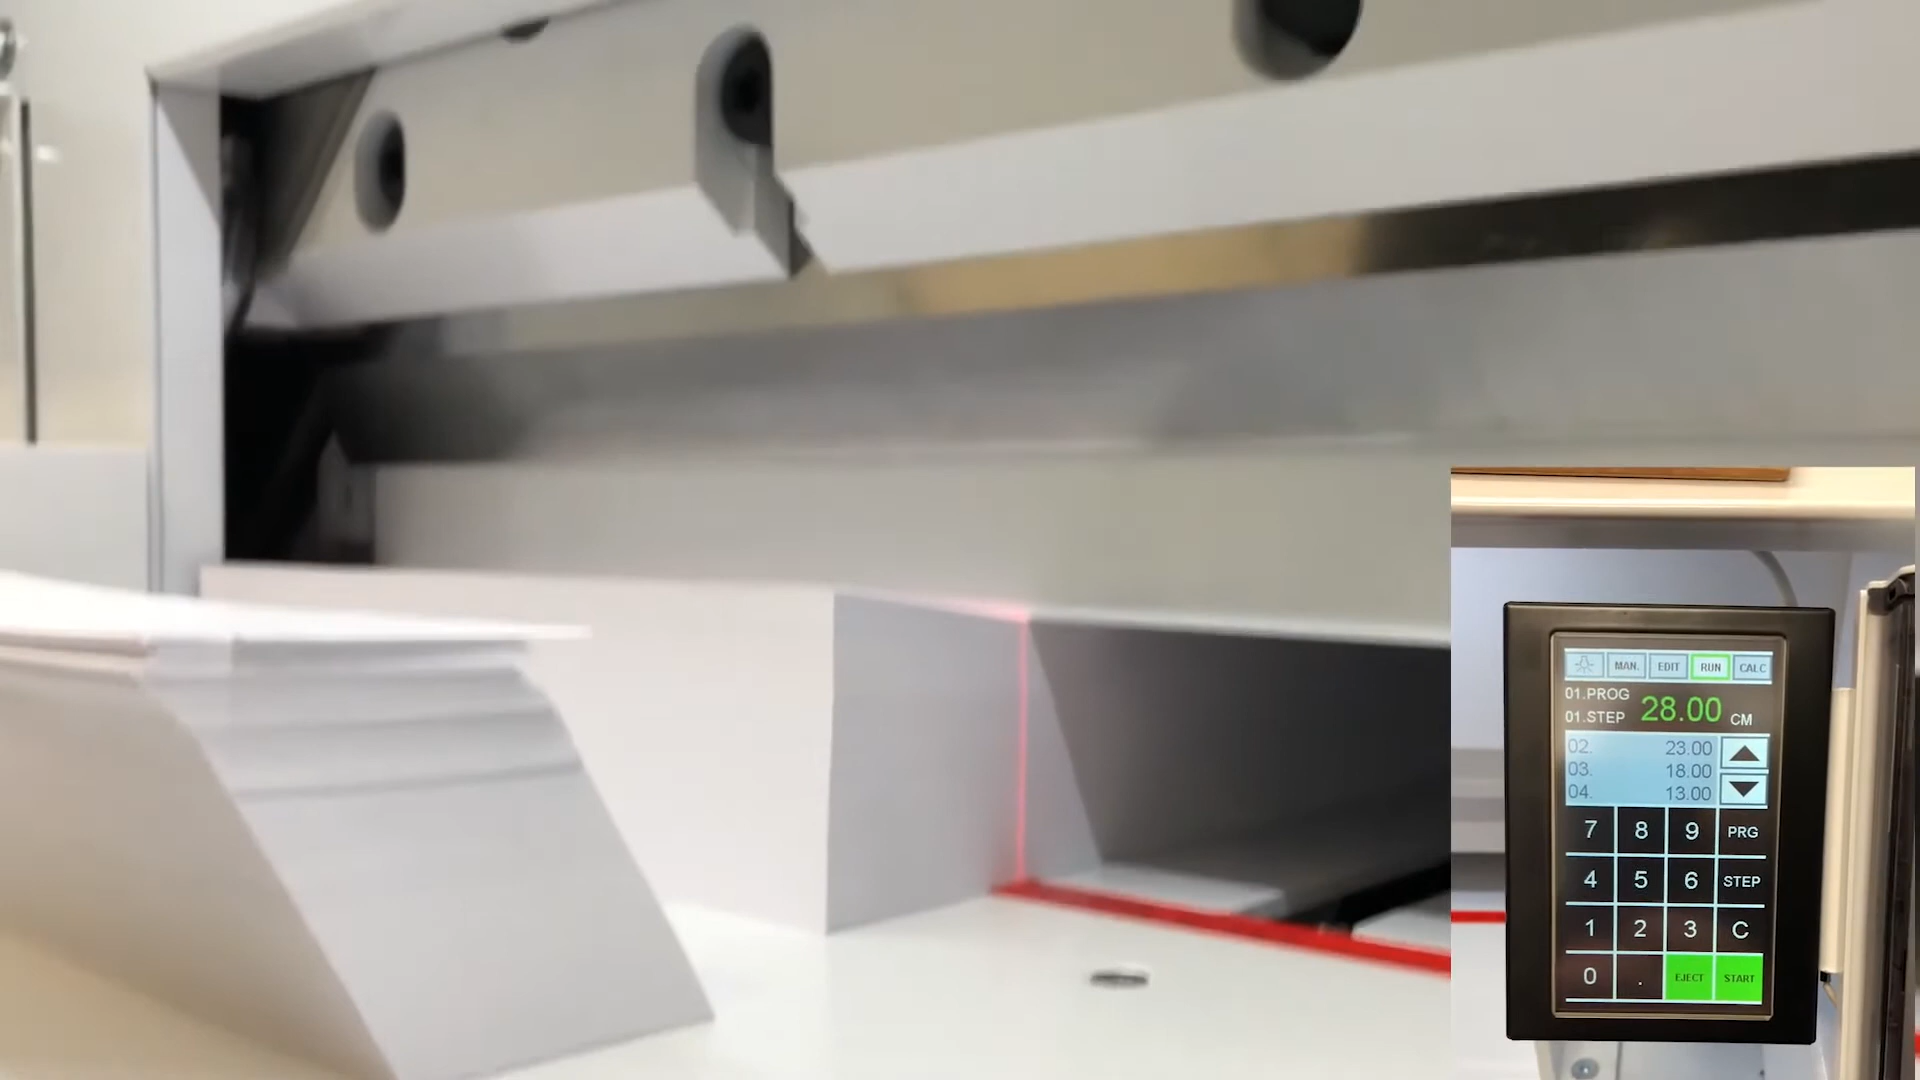 MAN. EDIT RUN CALC
01.PROG
01.STEP 28.00 CM
02. 23.00
03. 18.00
04. 13.00
7 8 9 PRG
4 5 6 STEP
1 2 3 C
0 . EJECT START